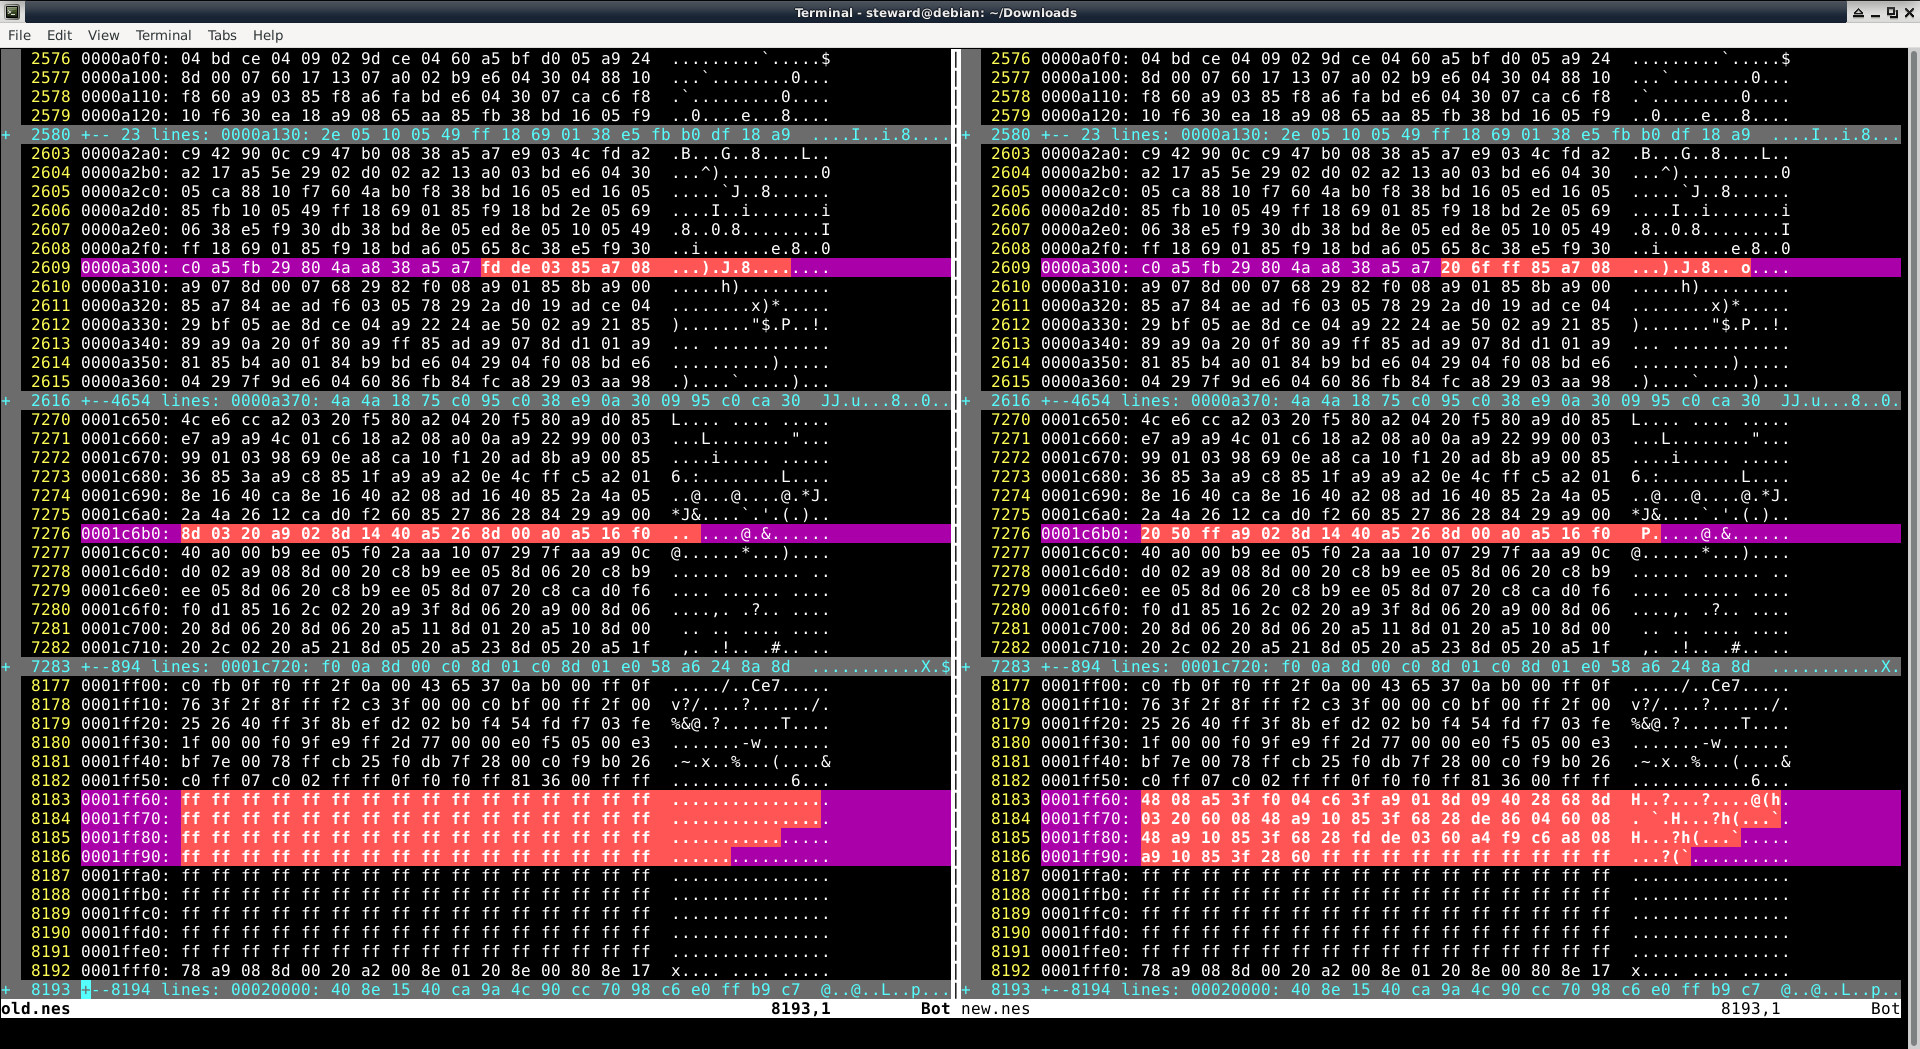 Terminal - steward@debian: ~/Downloads
File Edit View Terminal Tabs Help
2576 0000a0f0: 04 bd ce 04 09 02 9d ce 04 60 a5 bf d0 05 a9 24 .........`.....$
2577 0000a100: 8d 00 07 60 17 13 07 a0 02 b9 e6 04 30 04 88 10 ...`........0...
2578 0000a110: f8 60 a9 03 85 f8 a6 fa bd e6 04 30 07 ca c6 f8 .`.........0....
2579 0000a120: 10 f6 30 ea 18 a9 08 65 aa 85 fb 38 bd 16 05 f9 ..0....e...8....
+ 2580 +-- 23 lines: 0000a130: 2e 05 10 05 49 ff 18 69 01 38 e5 fb b0 df 18 a9 ....I..i.8....
2603 0000a2a0: c9 42 90 0c c9 47 b0 08 38 a5 a7 e9 03 4c fd a2 .B...G..8....L..
2604 0000a2b0: a2 17 a5 5e 29 02 d0 02 a2 13 a0 03 bd e6 04 30 ...^)..........0
2605 0000a2c0: 05 ca 88 10 f7 60 4a b0 f8 38 bd 16 05 ed 16 05 .....`J..8......
2606 0000a2d0: 85 fb 10 05 49 ff 18 69 01 85 f9 18 bd 2e 05 69 ....I..i.......i
2607 0000a2e0: 06 38 e5 f9 30 db 38 bd 8e 05 ed 8e 05 10 05 49 .8..0.8........I
2608 0000a2f0: ff 18 69 01 85 f9 18 bd a6 05 65 8c 38 e5 f9 30 ..i.......e.8..0
2609 0000a300: c0 a5 fb 29 80 4a a8 38 a5 a7 fd de 03 85 a7 08 ...).J.8........
2610 0000a310: a9 07 8d 00 07 68 29 82 f0 08 a9 01 85 8b a9 00 .....h).........
2611 0000a320: 85 a7 84 ae ad f6 03 05 78 29 2a d0 19 ad ce 04 ........x)*.....
2612 0000a330: 29 bf 05 ae 8d ce 04 a9 22 24 ae 50 02 a9 21 85 )......."$.P..!.
2613 0000a340: 89 a9 0a 20 0f 80 a9 ff 85 ad a9 07 8d d1 01 a9 ... ............
2614 0000a350: 81 85 b4 a0 01 84 b9 bd e6 04 29 04 f0 08 bd e6 ..........).....
2615 0000a360: 04 29 7f 9d e6 04 60 86 fb 84 fc a8 29 03 aa 98 .)....`.....)...
+ 2616 +--4654 lines: 0000a370: 4a 4a 18 75 c0 95 c0 38 e9 0a 30 09 95 c0 ca 30 JJ.u...8..0..
7270 0001c650: 4c e6 cc a2 03 20 f5 80 a2 04 20 f5 80 a9 d0 85 L.... .... .....
7271 0001c660: e7 a9 a9 4c 01 c6 18 a2 08 a0 0a a9 22 99 00 03 ...L........"...
7272 0001c670: 99 01 03 98 69 0e a8 ca 10 f1 20 ad 8b a9 00 85 ....i..... .....
7273 0001c680: 36 85 3a a9 c8 85 1f a9 a9 a2 0e 4c ff c5 a2 01 6.:........L....
7274 0001c690: 8e 16 40 ca 8e 16 40 a2 08 ad 16 40 85 2a 4a 05 ..@...@....@.*J.
7275 0001c6a0: 2a 4a 26 12 ca d0 f2 60 85 27 86 28 84 29 a9 00 *J&....`.'.(.)..
7276 0001c6b0: 8d 03 20 a9 02 8d 14 40 a5 26 8d 00 a0 a5 16 f0 .. ....@.&......
7277 0001c6c0: 40 a0 00 b9 ee 05 f0 2a aa 10 07 29 7f aa a9 0c @......*...)....
7278 0001c6d0: d0 02 a9 08 8d 00 20 c8 b9 ee 05 8d 06 20 c8 b9 ...... ...... ..
7279 0001c6e0: ee 05 8d 06 20 c8 b9 ee 05 8d 07 20 c8 ca d0 f6 .... ...... ....
7280 0001c6f0: f0 d1 85 16 2c 02 20 a9 3f 8d 06 20 a9 00 8d 06 ....,. .?.. ....
7281 0001c700: 20 8d 06 20 8d 06 20 a5 11 8d 01 20 a5 10 8d 00  .. .. .... ....
7282 0001c710: 20 2c 02 20 a5 21 8d 05 20 a5 23 8d 05 20 a5 1f  ,. .!.. .#.. ..
+ 7283 +--894 lines: 0001c720: f0 0a 8d 00 c0 8d 01 c0 8d 01 e0 58 a6 24 8a 8d ...........X.$
8177 0001ff00: c0 fb 0f f0 ff 2f 0a 00 43 65 37 0a b0 00 ff 0f ...../..Ce7.....
8178 0001ff10: 76 3f 2f 8f ff f2 c3 3f 00 00 c0 bf 00 ff 2f 00 v?/....?....../.
8179 0001ff20: 25 26 40 ff 3f 8b ef d2 02 b0 f4 54 fd f7 03 fe %&@.?......T....
8180 0001ff30: 1f 00 00 f0 9f e9 ff 2d 77 00 00 e0 f5 05 00 e3 .......-w.......
8181 0001ff40: bf 7e 00 78 ff cb 25 f0 db 7f 28 00 c0 f9 b0 26 .~.x..%...(....&
8182 0001ff50: c0 ff 07 c0 02 ff ff 0f f0 f0 ff 81 36 00 ff ff ............6...
8183 0001ff60: ff ff ff ff ff ff ff ff ff ff ff ff ff ff ff ff ................
8184 0001ff70: ff ff ff ff ff ff ff ff ff ff ff ff ff ff ff ff ................
8185 0001ff80: ff ff ff ff ff ff ff ff ff ff ff ff ff ff ff ff ................
8186 0001ff90: ff ff ff ff ff ff ff ff ff ff ff ff ff ff ff ff ................
8187 0001ffa0: ff ff ff ff ff ff ff ff ff ff ff ff ff ff ff ff ................
8188 0001ffb0: ff ff ff ff ff ff ff ff ff ff ff ff ff ff ff ff ................
8189 0001ffc0: ff ff ff ff ff ff ff ff ff ff ff ff ff ff ff ff ................
8190 0001ffd0: ff ff ff ff ff ff ff ff ff ff ff ff ff ff ff ff ................
8191 0001ffe0: ff ff ff ff ff ff ff ff ff ff ff ff ff ff ff ff ................
8192 0001fff0: 78 a9 08 8d 00 20 a2 00 8e 01 20 8e 00 80 8e 17 x.... .... .....
+ 8193 +--8194 lines: 00020000: 40 8e 15 40 ca 9a 4c 90 cc 70 98 c6 e0 ff b9 c7 @..@..L..p...
old.nes 8193,1 Bot
2576 0000a0f0: 04 bd ce 04 09 02 9d ce 04 60 a5 bf d0 05 a9 24 .........`.....$
2577 0000a100: 8d 00 07 60 17 13 07 a0 02 b9 e6 04 30 04 88 10 ...`........0...
2578 0000a110: f8 60 a9 03 85 f8 a6 fa bd e6 04 30 07 ca c6 f8 .`.........0....
2579 0000a120: 10 f6 30 ea 18 a9 08 65 aa 85 fb 38 bd 16 05 f9 ..0....e...8....
+ 2580 +-- 23 lines: 0000a130: 2e 05 10 05 49 ff 18 69 01 38 e5 fb b0 df 18 a9 ....I..i.8...
2603 0000a2a0: c9 42 90 0c c9 47 b0 08 38 a5 a7 e9 03 4c fd a2 .B...G..8....L..
2604 0000a2b0: a2 17 a5 5e 29 02 d0 02 a2 13 a0 03 bd e6 04 30 ...^)..........0
2605 0000a2c0: 05 ca 88 10 f7 60 4a b0 f8 38 bd 16 05 ed 16 05 .....`J..8......
2606 0000a2d0: 85 fb 10 05 49 ff 18 69 01 85 f9 18 bd 2e 05 69 ....I..i.......i
2607 0000a2e0: 06 38 e5 f9 30 db 38 bd 8e 05 ed 8e 05 10 05 49 .8..0.8........I
2608 0000a2f0: ff 18 69 01 85 f9 18 bd a6 05 65 8c 38 e5 f9 30 ..i.......e.8..0
2609 0000a300: c0 a5 fb 29 80 4a a8 38 a5 a7 20 6f ff 85 a7 08 ...).J.8.. o....
2610 0000a310: a9 07 8d 00 07 68 29 82 f0 08 a9 01 85 8b a9 00 .....h).........
2611 0000a320: 85 a7 84 ae ad f6 03 05 78 29 2a d0 19 ad ce 04 ........x)*.....
2612 0000a330: 29 bf 05 ae 8d ce 04 a9 22 24 ae 50 02 a9 21 85 )......."$.P..!.
2613 0000a340: 89 a9 0a 20 0f 80 a9 ff 85 ad a9 07 8d d1 01 a9 ... ............
2614 0000a350: 81 85 b4 a0 01 84 b9 bd e6 04 29 04 f0 08 bd e6 ..........).....
2615 0000a360: 04 29 7f 9d e6 04 60 86 fb 84 fc a8 29 03 aa 98 .)....`.....)...
+ 2616 +--4654 lines: 0000a370: 4a 4a 18 75 c0 95 c0 38 e9 0a 30 09 95 c0 ca 30 JJ.u...8..0.
7270 0001c650: 4c e6 cc a2 03 20 f5 80 a2 04 20 f5 80 a9 d0 85 L.... .... .....
7271 0001c660: e7 a9 a9 4c 01 c6 18 a2 08 a0 0a a9 22 99 00 03 ...L........"...
7272 0001c670: 99 01 03 98 69 0e a8 ca 10 f1 20 ad 8b a9 00 85 ....i..... .....
7273 0001c680: 36 85 3a a9 c8 85 1f a9 a9 a2 0e 4c ff c5 a2 01 6.:........L....
7274 0001c690: 8e 16 40 ca 8e 16 40 a2 08 ad 16 40 85 2a 4a 05 ..@...@....@.*J.
7275 0001c6a0: 2a 4a 26 12 ca d0 f2 60 85 27 86 28 84 29 a9 00 *J&....`.'.(.)..
7276 0001c6b0: 20 50 ff a9 02 8d 14 40 a5 26 8d 00 a0 a5 16 f0  P.....@.&......
7277 0001c6c0: 40 a0 00 b9 ee 05 f0 2a aa 10 07 29 7f aa a9 0c @......*...)....
7278 0001c6d0: d0 02 a9 08 8d 00 20 c8 b9 ee 05 8d 06 20 c8 b9 ...... ...... ..
7279 0001c6e0: ee 05 8d 06 20 c8 b9 ee 05 8d 07 20 c8 ca d0 f6 .... ...... ....
7280 0001c6f0: f0 d1 85 16 2c 02 20 a9 3f 8d 06 20 a9 00 8d 06 ....,. .?.. ....
7281 0001c700: 20 8d 06 20 8d 06 20 a5 11 8d 01 20 a5 10 8d 00  .. .. .... ....
7282 0001c710: 20 2c 02 20 a5 21 8d 05 20 a5 23 8d 05 20 a5 1f  ,. .!.. .#.. ..
+ 7283 +--894 lines: 0001c720: f0 0a 8d 00 c0 8d 01 c0 8d 01 e0 58 a6 24 8a 8d ...........X.
8177 0001ff00: c0 fb 0f f0 ff 2f 0a 00 43 65 37 0a b0 00 ff 0f ...../..Ce7.....
8178 0001ff10: 76 3f 2f 8f ff f2 c3 3f 00 00 c0 bf 00 ff 2f 00 v?/....?....../.
8179 0001ff20: 25 26 40 ff 3f 8b ef d2 02 b0 f4 54 fd f7 03 fe %&@.?......T....
8180 0001ff30: 1f 00 00 f0 9f e9 ff 2d 77 00 00 e0 f5 05 00 e3 .......-w.......
8181 0001ff40: bf 7e 00 78 ff cb 25 f0 db 7f 28 00 c0 f9 b0 26 .~.x..%...(....&
8182 0001ff50: c0 ff 07 c0 02 ff ff 0f f0 f0 ff 81 36 00 ff ff ............6...
8183 0001ff60: 48 08 a5 3f f0 04 c6 3f a9 01 8d 09 40 28 68 8d H..?...?....@(h.
8184 0001ff70: 03 20 60 08 48 a9 10 85 3f 68 28 de 86 04 60 08 . `.H...?h(...`.
8185 0001ff80: 48 a9 10 85 3f 68 28 fd de 03 60 a4 f9 c6 a8 08 H...?h(...`.....
8186 0001ff90: a9 10 85 3f 28 60 ff ff ff ff ff ff ff ff ff ff ...?(`..........
8187 0001ffa0: ff ff ff ff ff ff ff ff ff ff ff ff ff ff ff ff ................
8188 0001ffb0: ff ff ff ff ff ff ff ff ff ff ff ff ff ff ff ff ................
8189 0001ffc0: ff ff ff ff ff ff ff ff ff ff ff ff ff ff ff ff ................
8190 0001ffd0: ff ff ff ff ff ff ff ff ff ff ff ff ff ff ff ff ................
8191 0001ffe0: ff ff ff ff ff ff ff ff ff ff ff ff ff ff ff ff ................
8192 0001fff0: 78 a9 08 8d 00 20 a2 00 8e 01 20 8e 00 80 8e 17 x.... .... .....
+ 8193 +--8194 lines: 00020000: 40 8e 15 40 ca 9a 4c 90 cc 70 98 c6 e0 ff b9 c7 @..@..L..p..
new.nes 8193,1 Bot